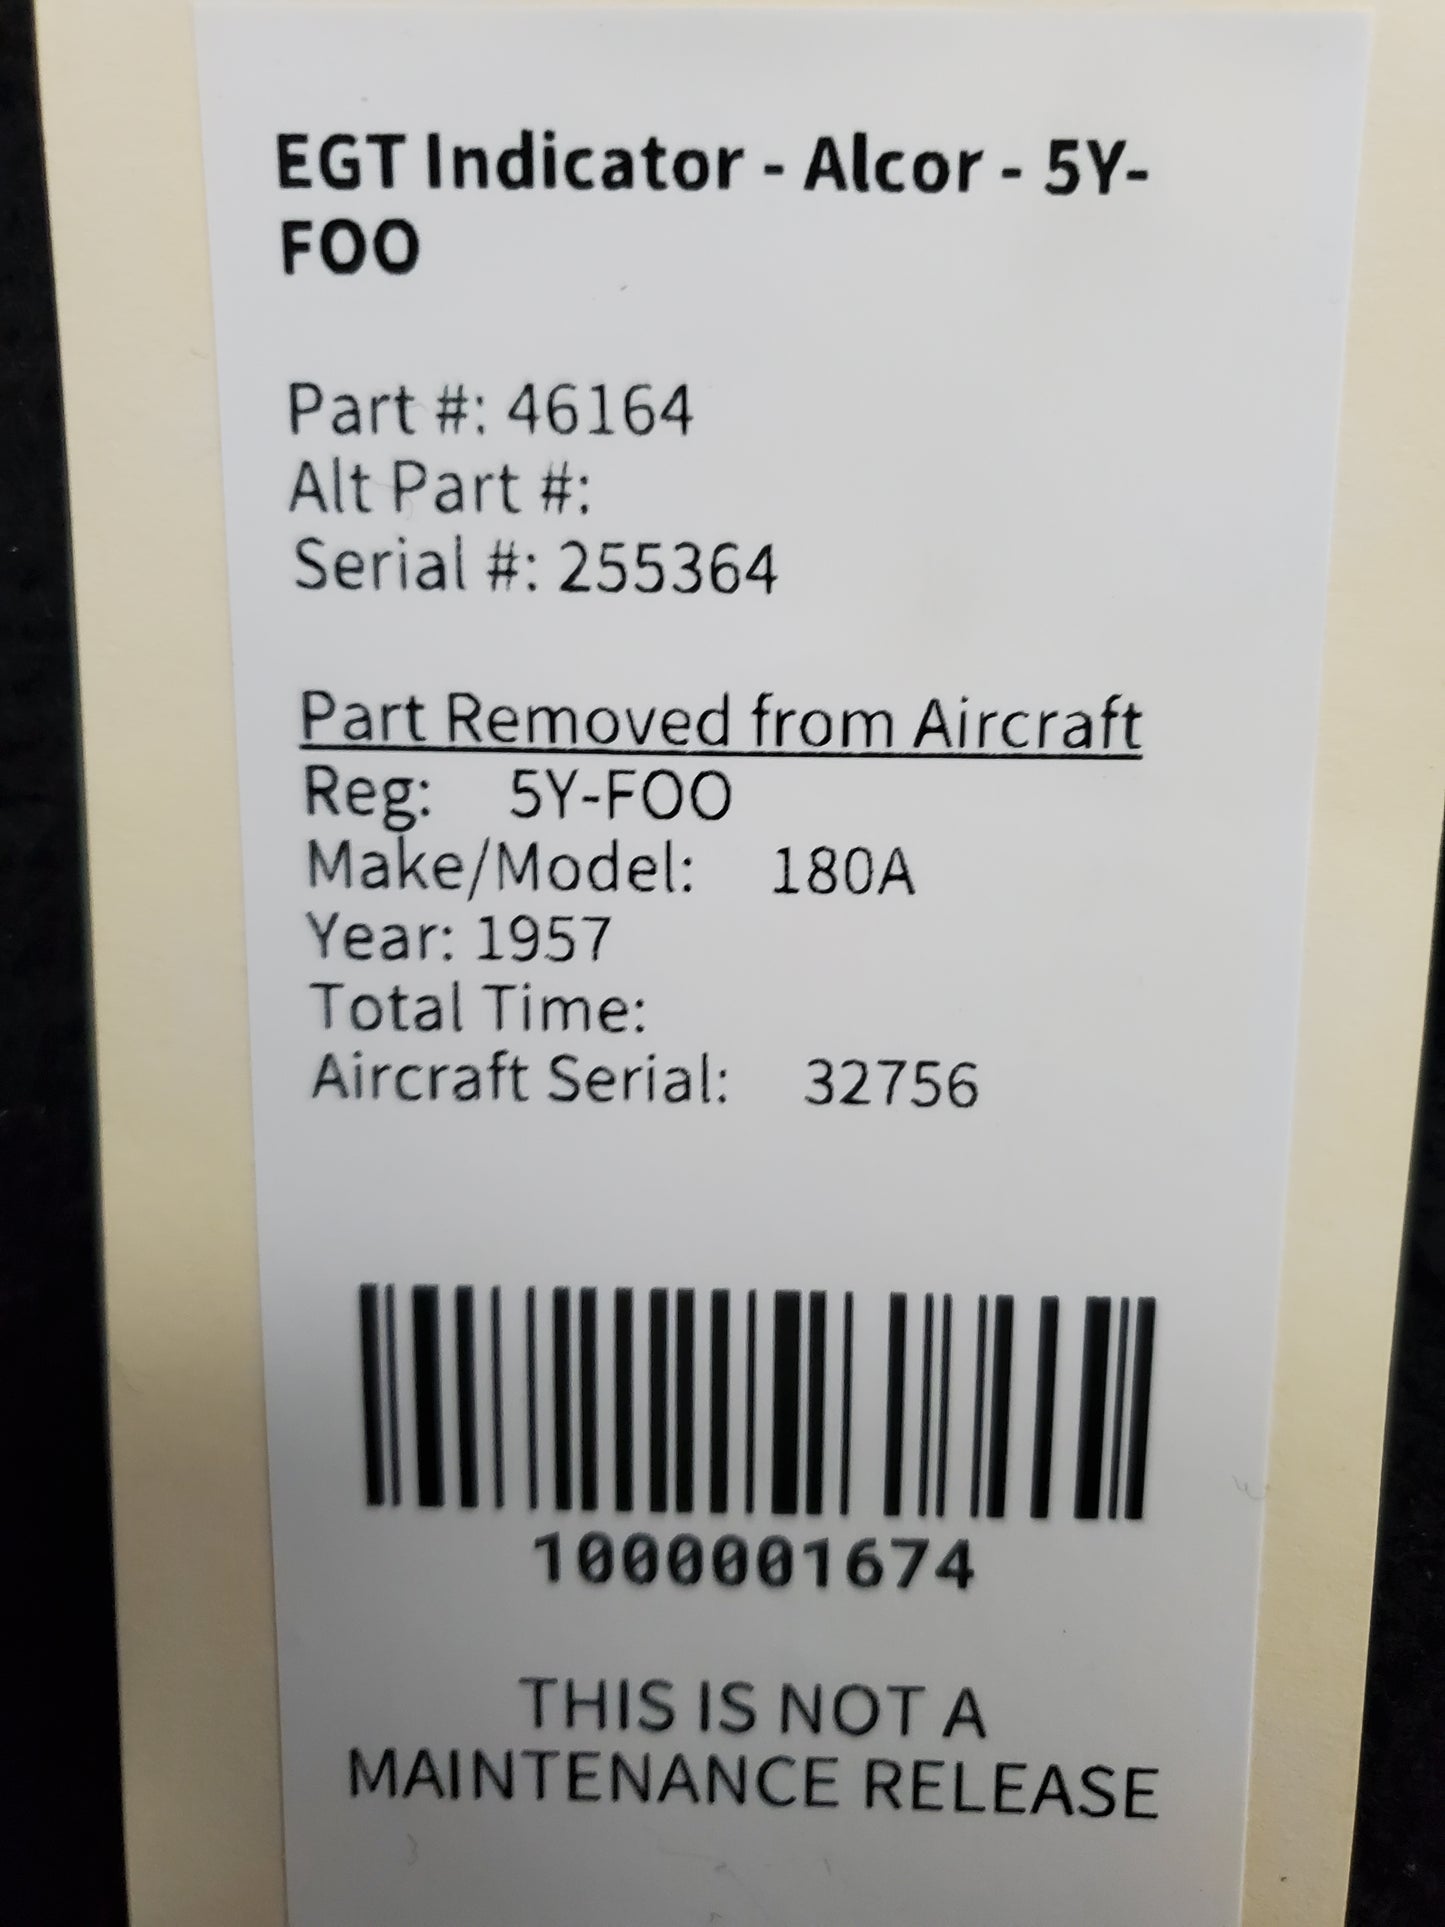 EGT Indicator - Alcor - 5Y-
FOO
Part #: 46164
Alt Part #:
Serial #: 255364
Part Removed from Aircraft
Reg: 5Y-FOO
Make/Model: 180A
Year: 1957
Total Time:
Aircraft Serial: 32756
1000001674
THIS IS NOT A
MAINTENANCE RELEASE